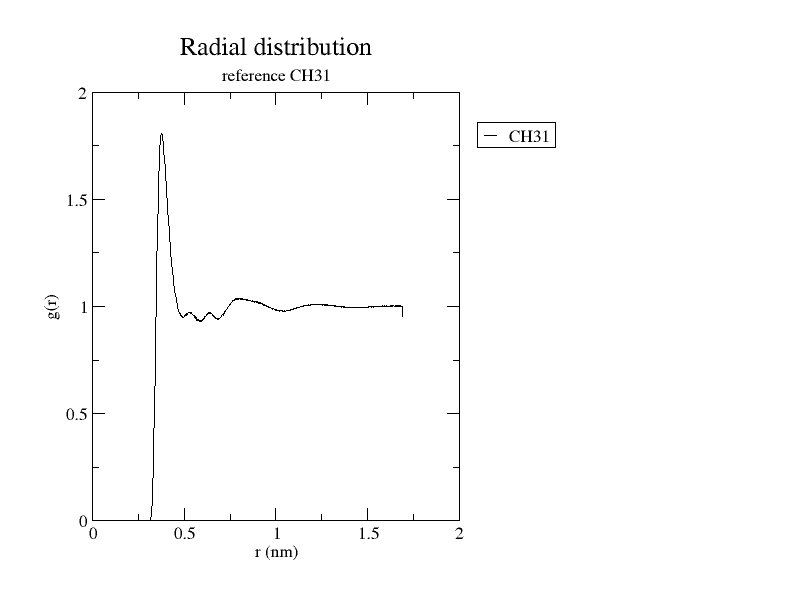 Radial distribution
reference CH31
2
1.5
1
0.5
0
g(r)
CH31
0 0.5 1 1.5 2
r (nm)